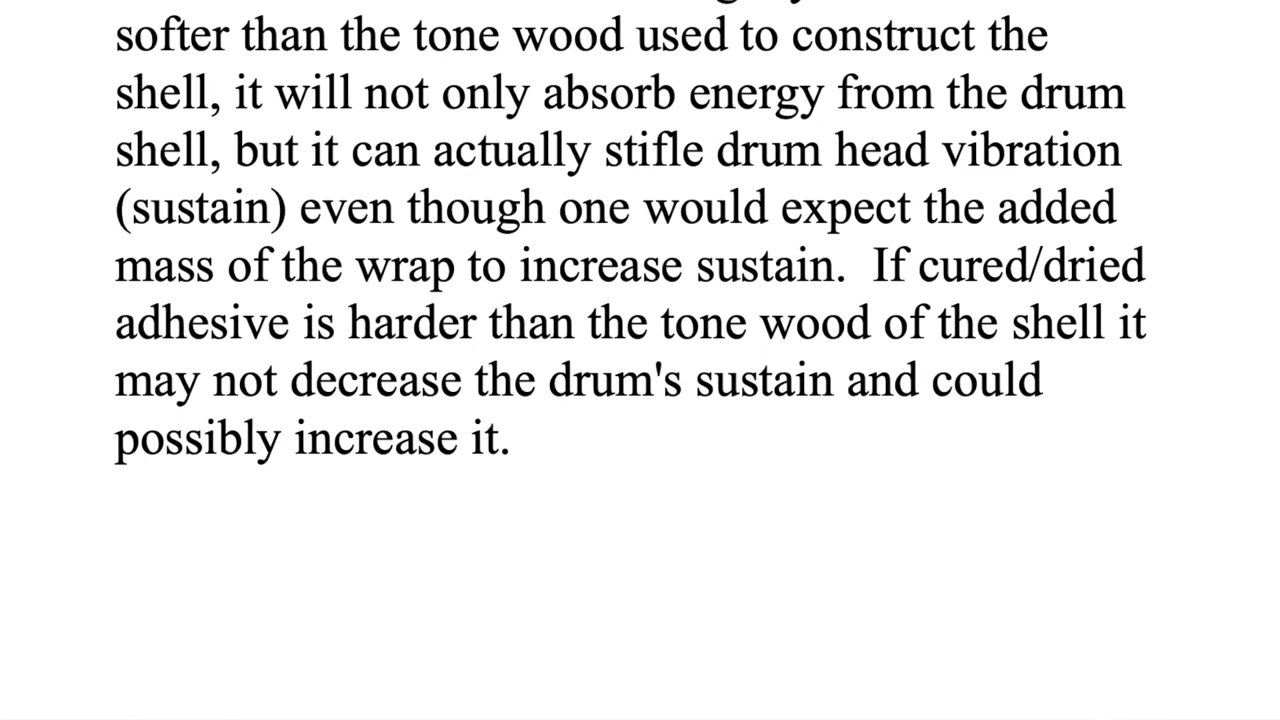 softer than the tone wood used to construct the
shell, it will not only absorb energy from the drum
shell, but it can actually stifle drum head vibration
(sustain) even though one would expect the added
mass of the wrap to increase sustain.  If cured/dried
adhesive is harder than the tone wood of the shell it
may not decrease the drum's sustain and could
possibly increase it.